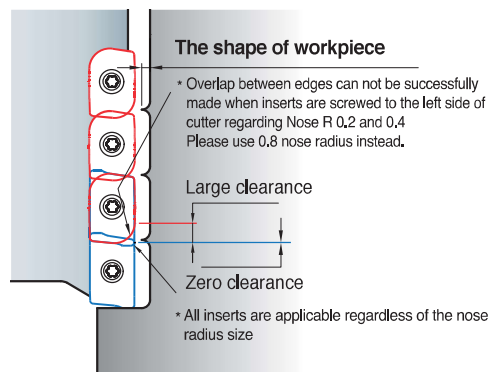 The shape of workpiece
* Overlap between edges can not be successfully
made when inserts are screwed to the left side of
cutter regarding Nose R 0.2 and 0.4
Please use 0.8 nose radius instead.
Large clearance
Zero clearance
* All inserts are applicable regardless of the nose
radius size